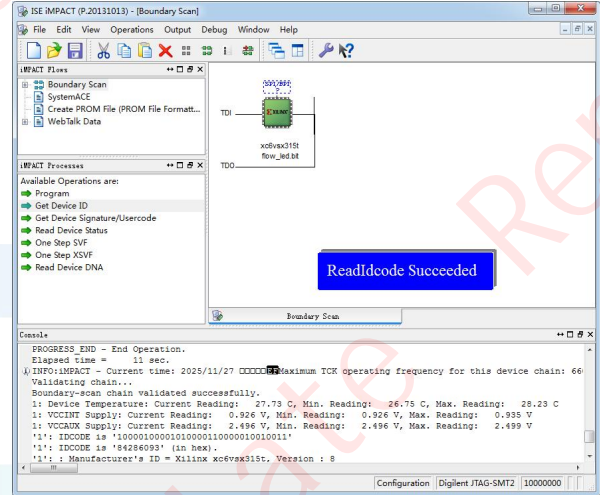 ISE iMPACT (P.20131013) - [Boundary Scan]
File Edit View Operations Output Debug Window Help
iMPACT Flows
Boundary Scan
SystemACE
Create PROM File (PROM File Formatt...
WebTalk Data
iMPACT Processes
Available Operations are:
Program
Get Device ID
Get Device Signature/Usercode
Read Device Status
One Step SVF
One Step XSVF
Read Device DNA
SPI/BPI
?
TDI
XILINX
xc6vsx315t
flow_led.bit
TDO
ReadIdcode Succeeded
Boundary Scan
Console
PROGRESS_END - End Operation.
Elapsed time = 11 sec.
INFO:iMPACT - Current time: 2025/11/27 Maximum TCK operating frequency for this device chain: 66
Validating chain...
Boundary-scan chain validated successfully.
1: Device Temperature: Current Reading: 27.73 C, Min. Reading: 26.75 C, Max. Reading: 28.23 C
1: VCCINT Supply: Current Reading: 0.926 V, Min. Reading: 0.926 V, Max. Reading: 0.935 V
1: VCCAUX Supply: Current Reading: 2.496 V, Min. Reading: 2.496 V, Max. Reading: 2.499 V
'1': IDCODE is '10000100001010000110000010010011'
'1': IDCODE is '84286093' (in hex).
'1': : Manufacturer's ID = Xilinx xc6vsx315t, Version : 8
Configuration Digilent JTAG-SMT2 10000000